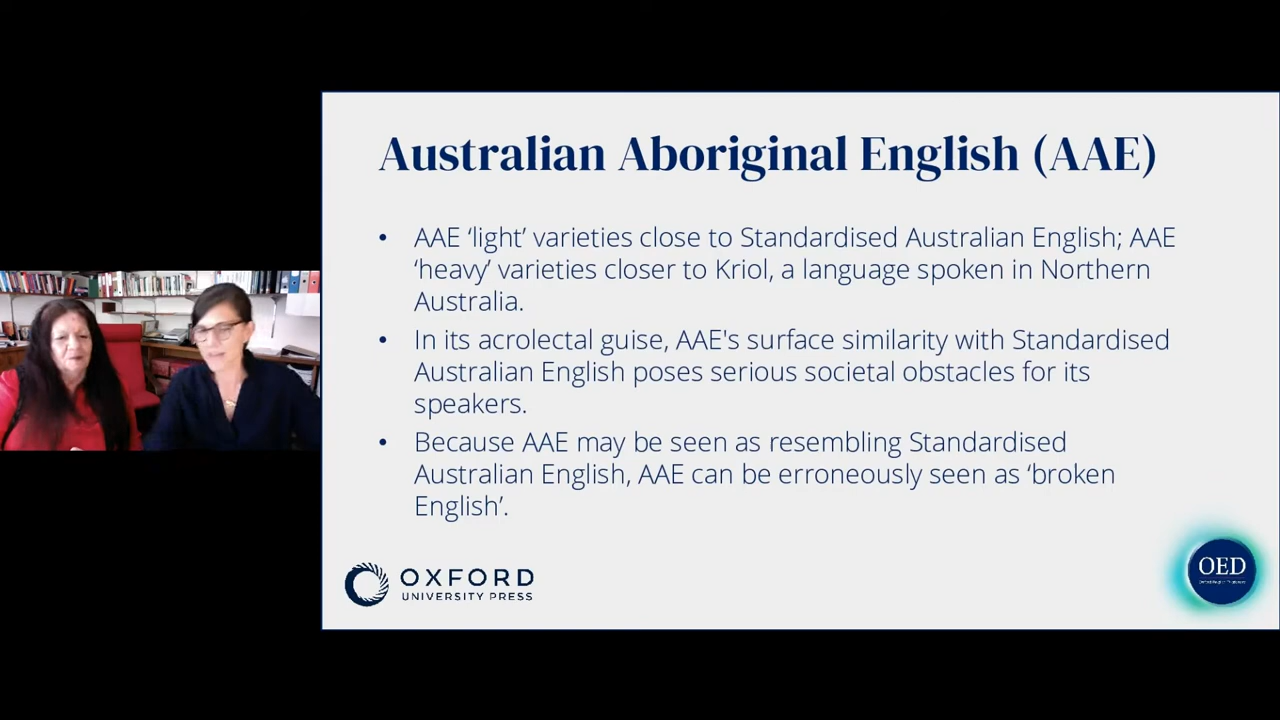 Australian Aboriginal English (AAE)
• AAE ‘light’ varieties close to Standardised Australian English; AAE
‘heavy’ varieties closer to Kriol, a language spoken in Northern
Australia.
• In its acrolectal guise, AAE's surface similarity with Standardised
Australian English poses serious societal obstacles for its
speakers.
• Because AAE may be seen as resembling Standardised
Australian English, AAE can be erroneously seen as ‘broken
English’.
OXFORD
UNIVERSITY PRESS
OED